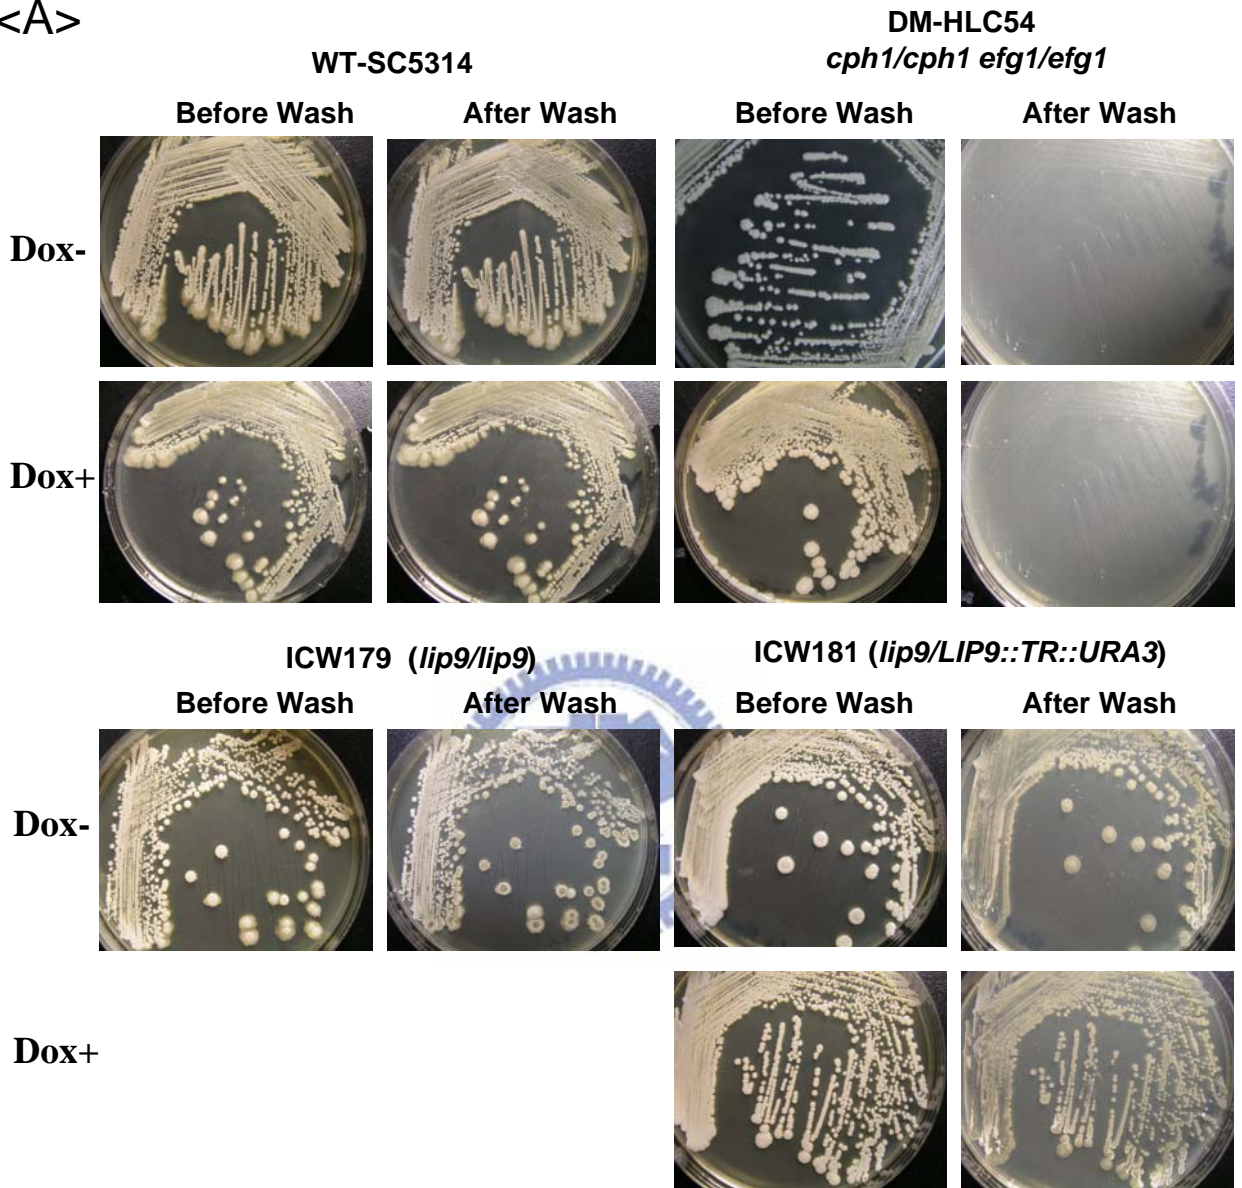 <A>
WT-SC5314
DM-HLC54
cph1/cph1 efg1/efg1
Before Wash After Wash Before Wash After Wash
Dox-
Dox+
ICW179 (lip9/lip9)
ICW181 (lip9/LIP9::TR::URA3)
Before Wash After Wash Before Wash After Wash
Dox-
Dox+